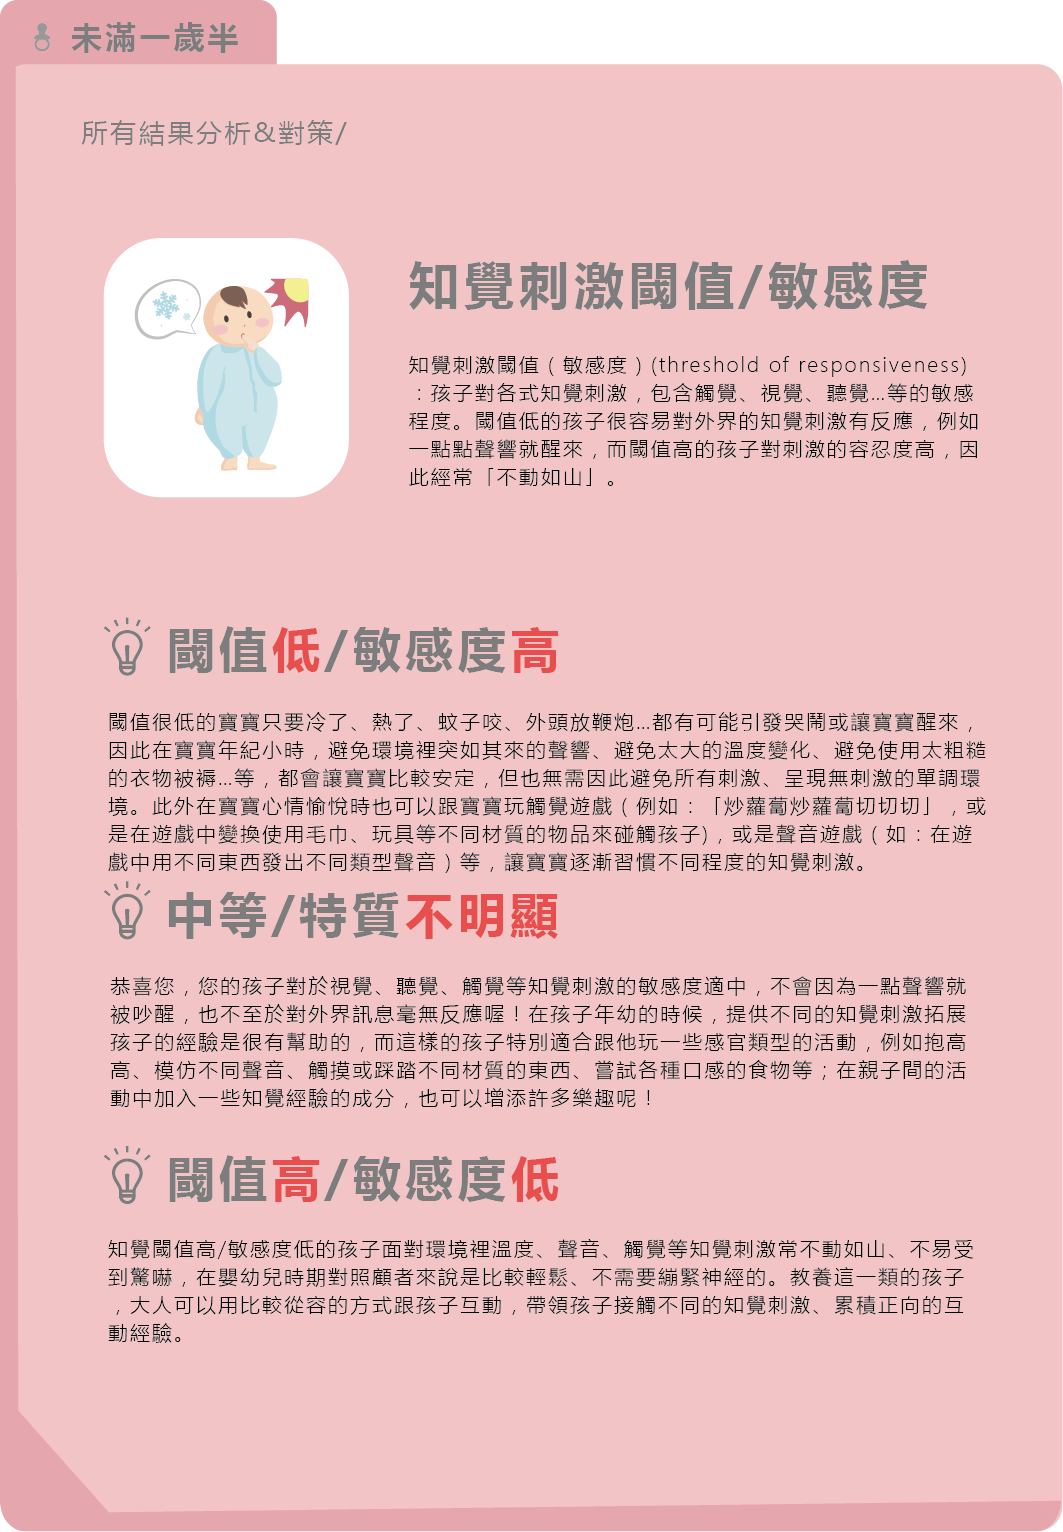 未滿一歲半
所有結果分析&對策/
知覺刺激閾值/敏感度
知覺刺激閾值（敏感度）(threshold of responsiveness)
：孩子對各式知覺刺激，包含觸覺、視覺、聽覺...等的敏感
程度。閾值低的孩子很容易對外界的知覺刺激有反應，例如
一點點聲響就醒來，而閾值高的孩子對刺激的容忍度高，因
此經常「不動如山」。
閾值低/敏感度高
閾值很低的寶寶只要冷了、熱了、蚊子咬、外頭放鞭炮...都有可能引發哭鬧或讓寶寶醒來，
因此在寶寶年紀小時，避免環境裡突如其來的聲響、避免太大的溫度變化、避免使用太粗糙
的衣物被褥...等，都會讓寶寶比較安定，但也無需因此避免所有刺激、呈現無刺激的單調環
境。此外在寶寶心情愉悅時也可以跟寶寶玩觸覺遊戲（例如：「炒蘿蔔炒蘿蔔切切切」，或
是在遊戲中變換使用毛巾、玩具等不同材質的物品來碰觸孩子)，或是聲音遊戲（如：在遊
戲中用不同東西發出不同類型聲音）等，讓寶寶逐漸習慣不同程度的知覺刺激。
中等/特質不明顯
恭喜您，您的孩子對於視覺、聽覺、觸覺等知覺刺激的敏感度適中，不會因為一點聲響就
被吵醒，也不至於對外界訊息毫無反應喔！在孩子年幼的時候，提供不同的知覺刺激拓展
孩子的經驗是很有幫助的，而這樣的孩子特別適合跟他玩一些感官類型的活動，例如抱高
高、模仿不同聲音、觸摸或踩踏不同材質的東西、嘗試各種口感的食物等；在親子間的活
動中加入一些知覺經驗的成分，也可以增添許多樂趣呢！
閾值高/敏感度低
知覺閾值高/敏感度低的孩子面對環境裡溫度、聲音、觸覺等知覺刺激常不動如山、不易受
到驚嚇，在嬰幼兒時期對照顧者來說是比較輕鬆、不需要繃緊神經的。教養這一類的孩子
，大人可以用比較從容的方式跟孩子互動，帶領孩子接觸不同的知覺刺激、累積正向的互
動經驗。